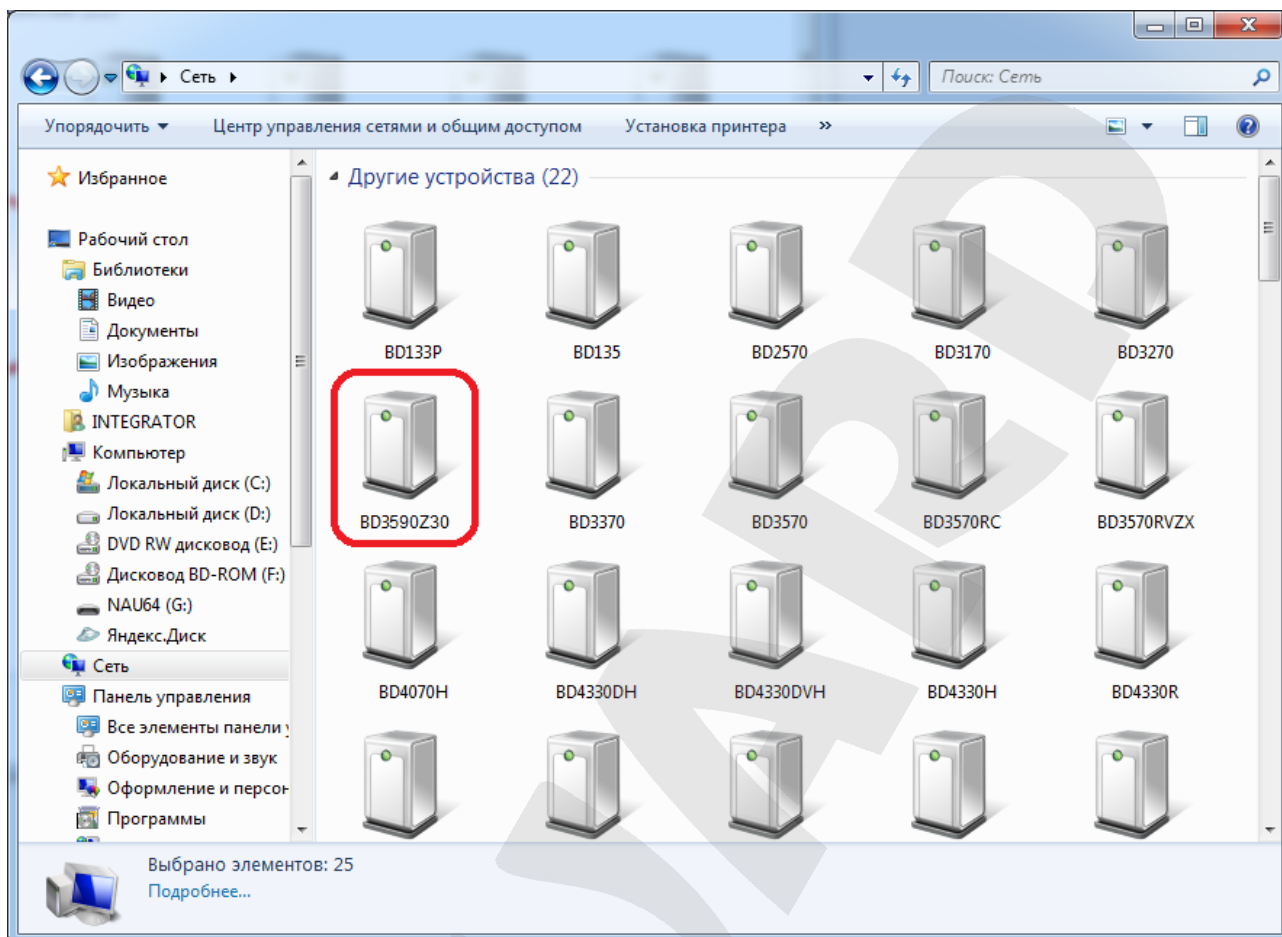 Сеть
Поиск: Сеть
Упорядочить
Центр управления сетями и общим доступом
Установка принтера
»
Избранное
Рабочий стол
Библиотеки
Видео
Документы
Изображения
Музыка
INTEGRATOR
Компьютер
Локальный диск (C:)
Локальный диск (D:)
DVD RW дисковод (E:)
Дисковод BD-ROM (F:)
NAU64 (G:)
Яндекс.Диск
Сеть
Панель управления
Все элементы панели
Оборудование и звук
Оформление и персон
Программы
Другие устройства (22)
BD133P BD135 BD2570 BD3170 BD3270
BD3590Z30 BD3370 BD3570 BD3570RC BD3570RVZX
BD4070H BD4330DH BD4330DVH BD4330H BD4330R
Выбрано элементов: 25
Подробнее...